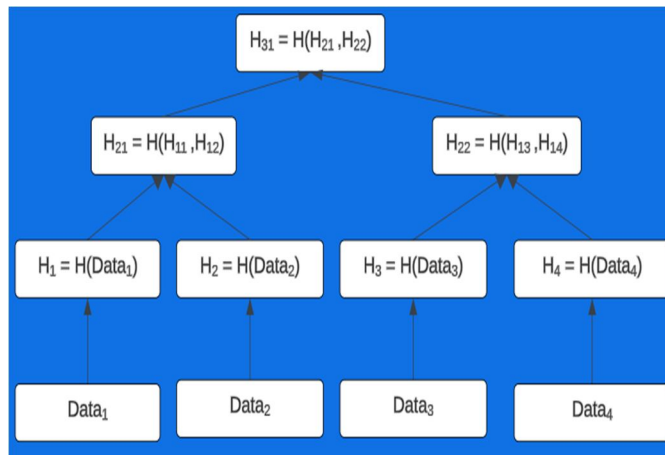 H₃₁ = H(H₂₁ ,H₂₂)
H₂₁ = H(H₁₁ ,H₁₂)
H₂₂ = H(H₁₃ ,H₁₄)
H₁ = H(Data₁)
H₂ = H(Data₂)
H₃ = H(Data₃)
H₄ = H(Data₄)
Data₁
Data₂
Data₃
Data₄